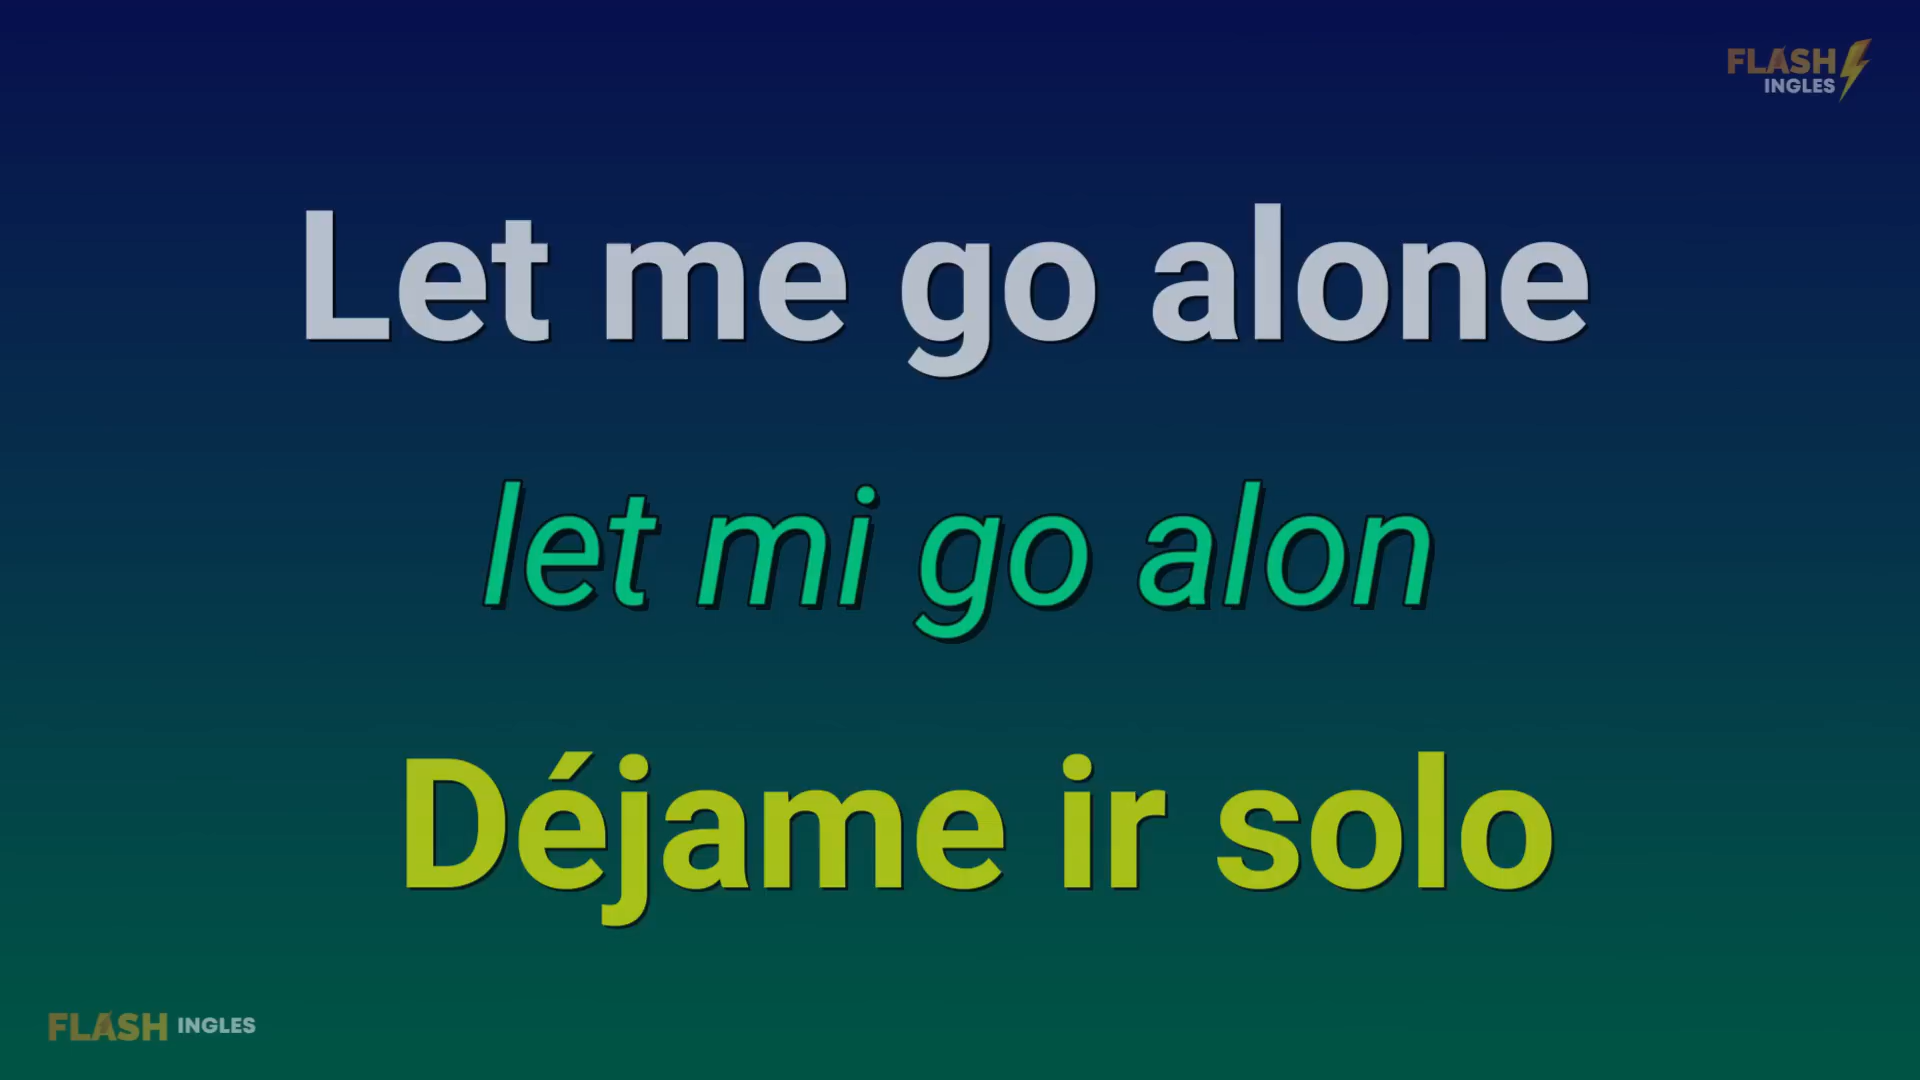 FLASH
INGLES
Let me go alone
let mi go alon
Déjame ir solo
FLASH INGLES